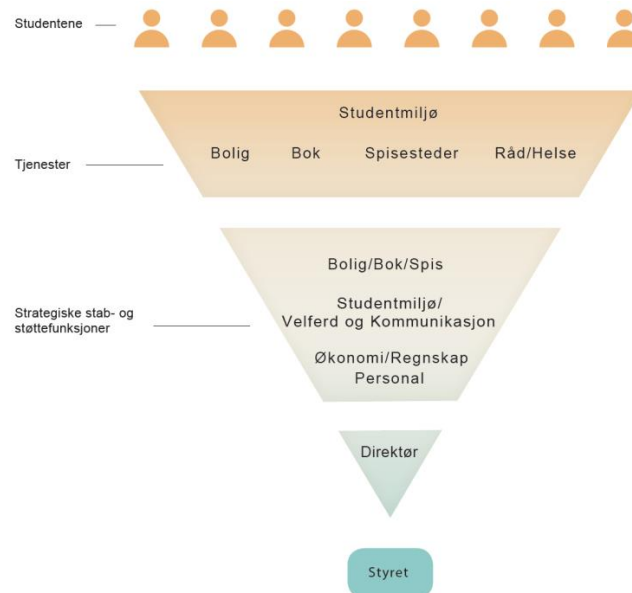 Studentene
Studentmiljø
Bolig Bok Spisesteder Råd/Helse
Tjenester
Bolig/Bok/Spis
Studentmiljø/
Velferd og Kommunikasjon
Strategiske stab- og
støttefunksjoner
Økonomi/Regnskap
Personal
Direktør
Styret